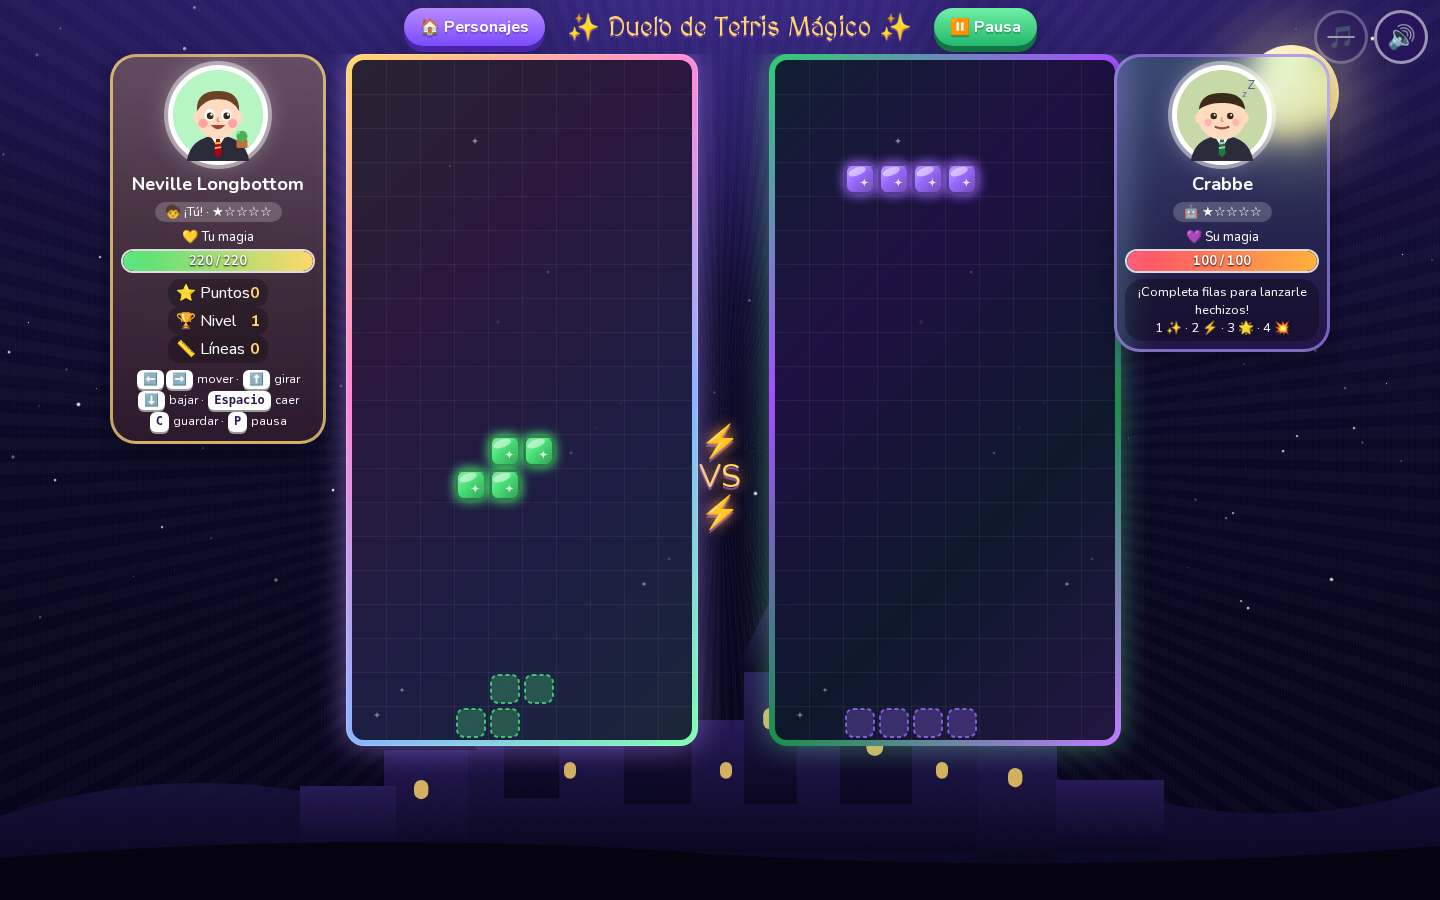 🏠 Personajes
✨ Duelo de Tetris Mágico ✨
⏸️ Pausa
Neville Longbottom
🧒 ¡Tú! · ★☆☆☆☆
💛 Tu magia
220 / 220
⭐ Puntos 0
🏆 Nivel 1
📏 Líneas 0
⬅️ ➡️ mover · ⬆️ girar
⬇️ bajar · Espacio caer
C guardar · P pausa
⚡
VS
⚡
z Z
Crabbe
🤖 ★☆☆☆☆
💜 Su magia
100 / 100
¡Completa filas para lanzarle
hechizos!
1 ✨ · 2 ⚡ · 3 🌟 · 4 💥